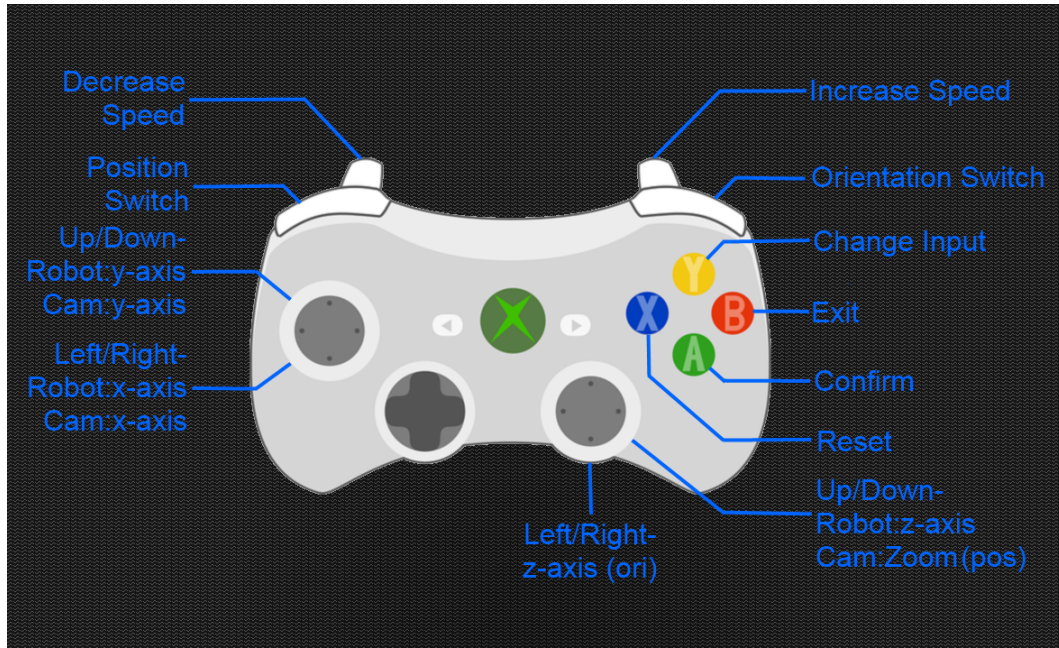 Decrease
Speed
Increase Speed
Position
Switch
Orientation Switch
Up/Down-
Robot:y-axis
Cam:y-axis
Change Input
Y
X
B
Exit
Left/Right-
Robot:x-axis
Cam:x-axis
A
Confirm
Reset
Up/Down-
Robot:z-axis
Cam:Zoom(pos)
Left/Right-
z-axis (ori)